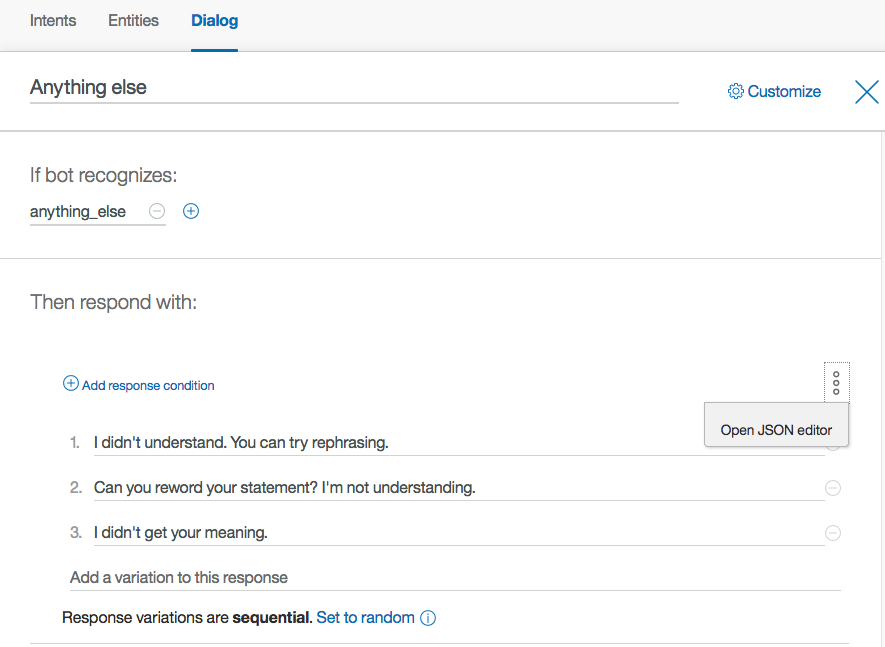 Intents Entities Dialog
Anything else
Customize
If bot recognizes:
anything_else
Then respond with:
Add response condition
Open JSON editor
1. I didn't understand. You can try rephrasing.
2. Can you reword your statement? I'm not understanding.
3. I didn't get your meaning.
Add a variation to this response
Response variations are sequential. Set to random